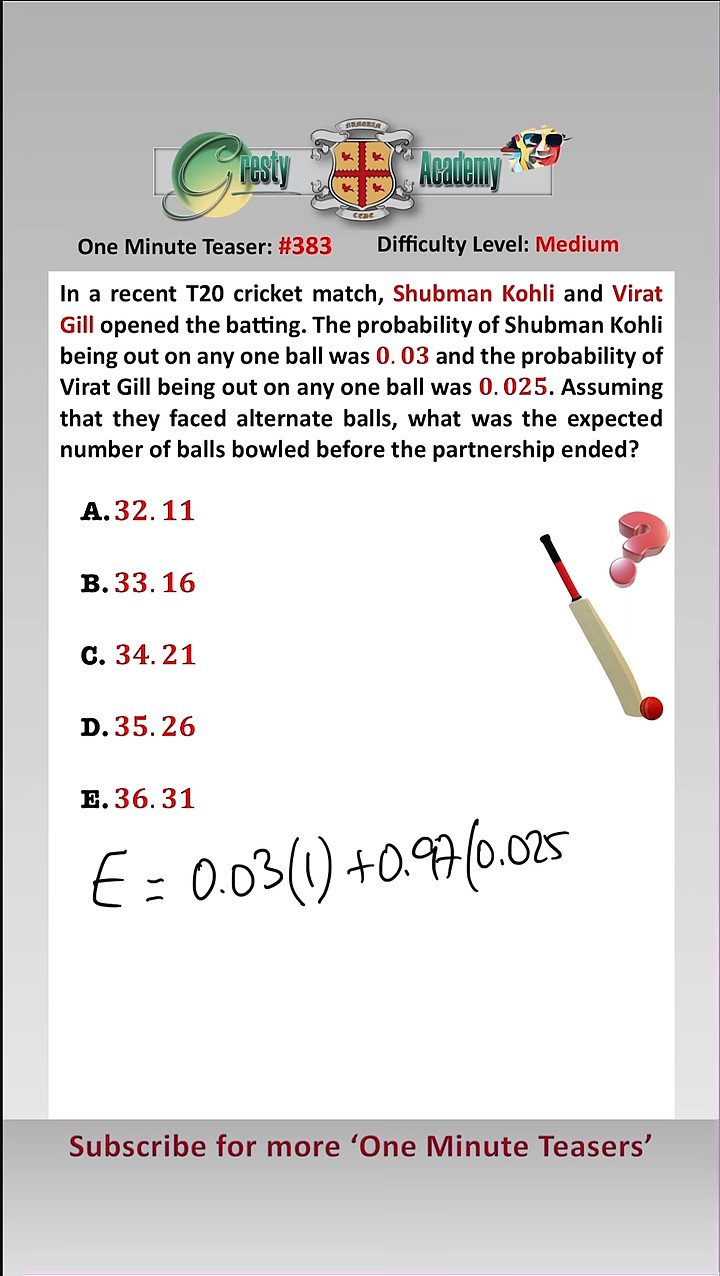 Gresty Academy
NUMQUAM
CEDE
One Minute Teaser: #383 Difficulty Level: Medium
In a recent T20 cricket match, Shubman Kohli and Virat
Gill opened the batting. The probability of Shubman Kohli
being out on any one ball was 0.03 and the probability of
Virat Gill being out on any one ball was 0.025. Assuming
that they faced alternate balls, what was the expected
number of balls bowled before the partnership ended?
A. 32.11
B. 33.16
C. 34.21
D. 35.26
E. 36.31
E = 0.03(1) + 0.97(0.025
Subscribe for more ‘One Minute Teasers’